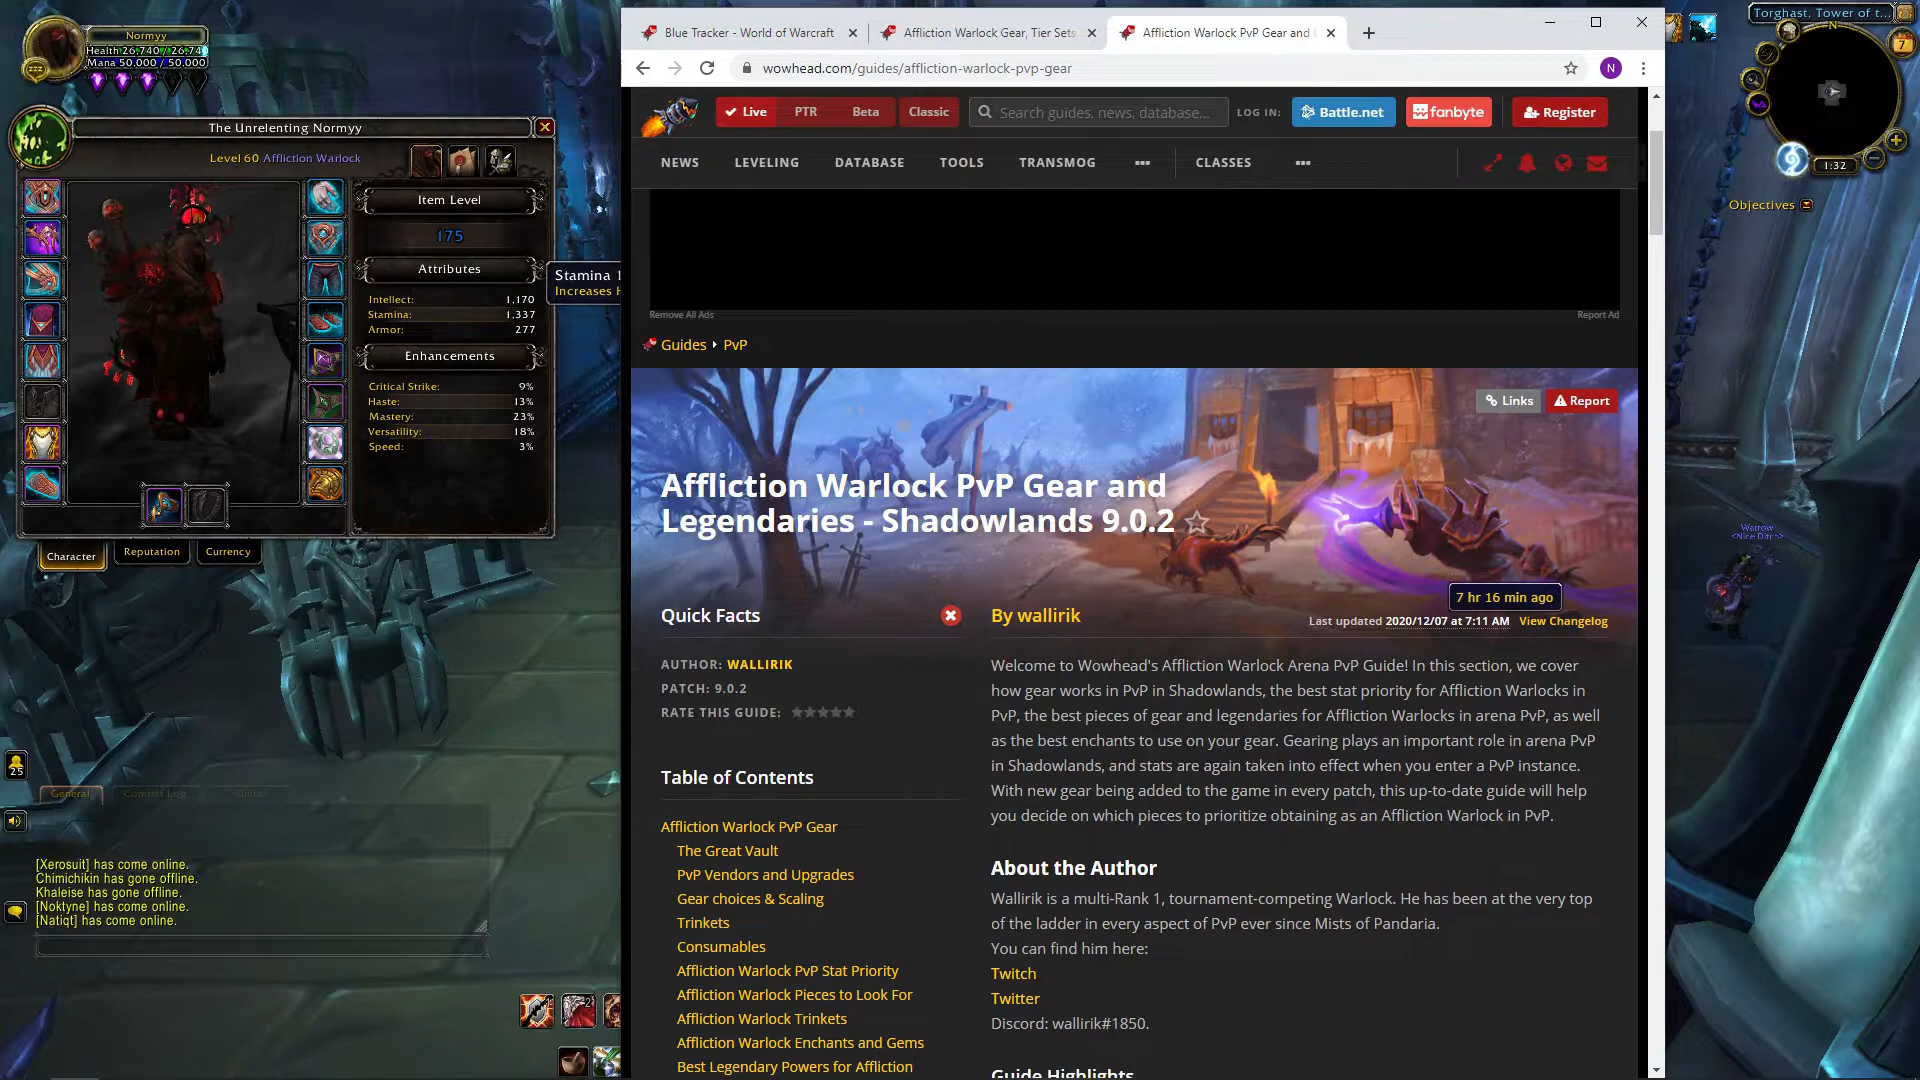 Normyy
Health 26,740 / 26,74
Mana 50,000 / 50,000
zzz
The Unrelenting Normyy
Level 60 Affliction Warlock
Item Level
175
Attributes
Intellect: 1,170
Stamina: 1,337
Armor: 277
Enhancements
Critical Strike: 9%
Haste: 13%
Mastery: 23%
Versatility: 18%
Speed: 3%
Stamina 1
Increases H
Character
Reputation
Currency
25
General
Combat Log
[Xerosuit] has come online.
Chimichikin has gone offline.
Khaleise has gone offline.
[Noktyne] has come online.
[Natiqt] has come online.
Blue Tracker - World of Warcraft
Affliction Warlock Gear, Tier Sets
Affliction Warlock PvP Gear and
wowhead.com/guides/affliction-warlock-pvp-gear
N
Live
PTR
Beta
Classic
Search guides, news, database...
LOG IN:
Battle.net
fanbyte
Register
NEWS
LEVELING
DATABASE
TOOLS
TRANSMOG
CLASSES
Remove All Ads
Report Ad
Guides
PvP
Links
Report
Affliction Warlock PvP Gear and
Legendaries - Shadowlands 9.0.2
7 hr 16 min ago
Quick Facts
By wallirik
Last updated 2020/12/07 at 7:11 AM
View Changelog
AUTHOR: WALLIRIK
PATCH: 9.0.2
RATE THIS GUIDE:
Table of Contents
Affliction Warlock PvP Gear
The Great Vault
PvP Vendors and Upgrades
Gear choices & Scaling
Trinkets
Consumables
Affliction Warlock PvP Stat Priority
Affliction Warlock Pieces to Look For
Affliction Warlock Trinkets
Affliction Warlock Enchants and Gems
Best Legendary Powers for Affliction
Welcome to Wowhead's Affliction Warlock Arena PvP Guide! In this section, we cover
how gear works in PvP in Shadowlands, the best stat priority for Affliction Warlocks in
PvP, the best pieces of gear and legendaries for Affliction Warlocks in arena PvP, as well
as the best enchants to use on your gear. Gearing plays an important role in arena PvP
in Shadowlands, and stats are again taken into effect when you enter a PvP instance.
With new gear being added to the game in every patch, this up-to-date guide will help
you decide on which pieces to prioritize obtaining as an Affliction Warlock in PvP.
About the Author
Wallirik is a multi-Rank 1, tournament-competing Warlock. He has been at the very top
of the ladder in every aspect of PvP ever since Mists of Pandaria.
You can find him here:
Twitch
Twitter
Discord: wallirik#1850.
Guide Highlights
Torghast, Tower of t...
N
7
1:32
Objectives
Warrow